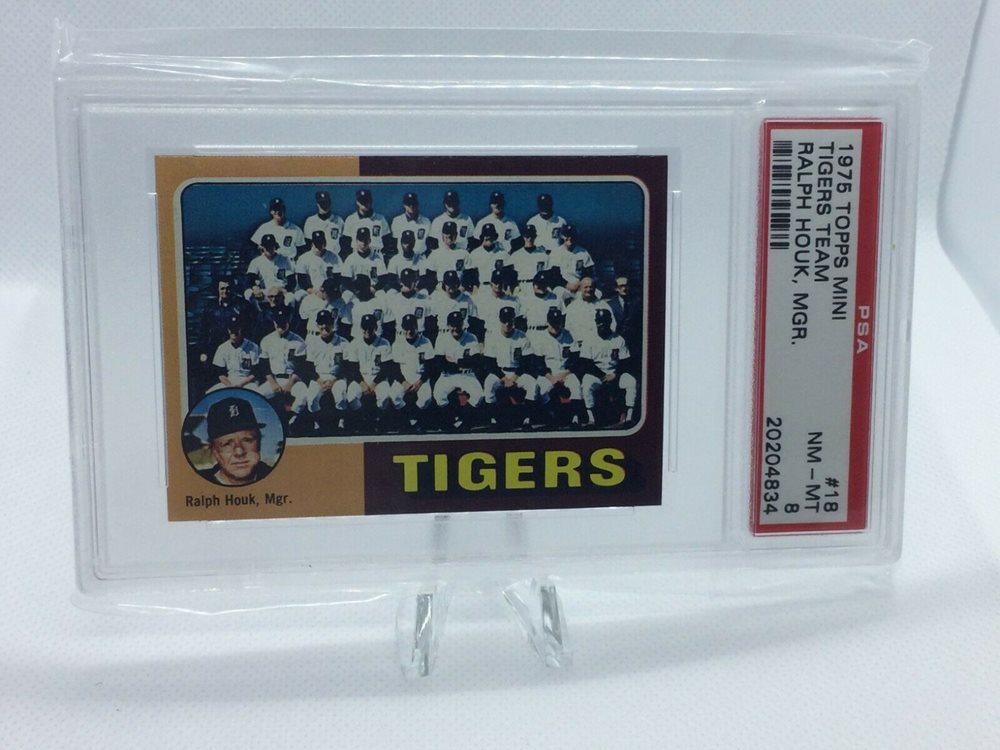 Ralph Houk, Mgr.
TIGERS
PSA
1975 TOPPS MINI
TIGERS TEAM
RALPH HOUK, MGR.
#18
NM-MT
8
20204834